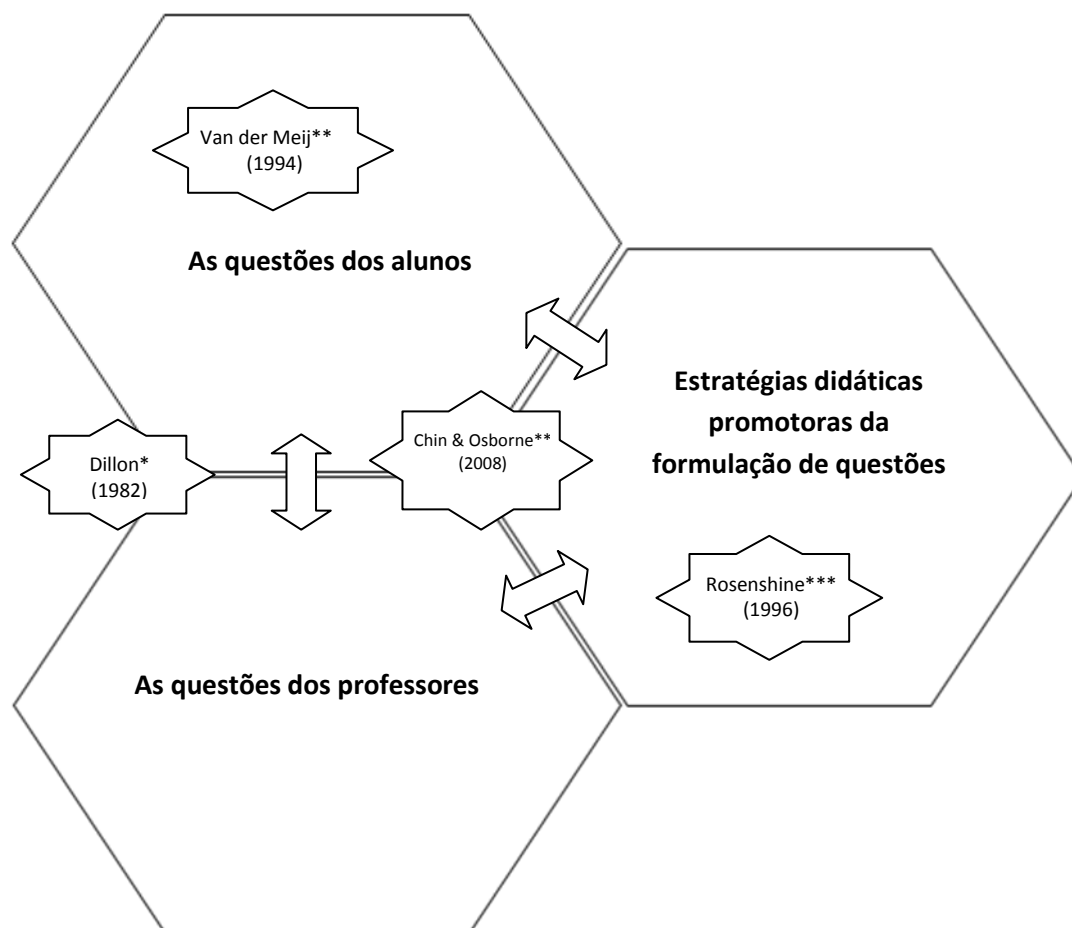 Van der Meij**
(1994)
As questões dos alunos
Estratégias didáticas
promotoras da
formulação de questões
Dillon*
(1982)
Chin & Osborne**
(2008)
Rosenshine***
(1996)
As questões dos professores